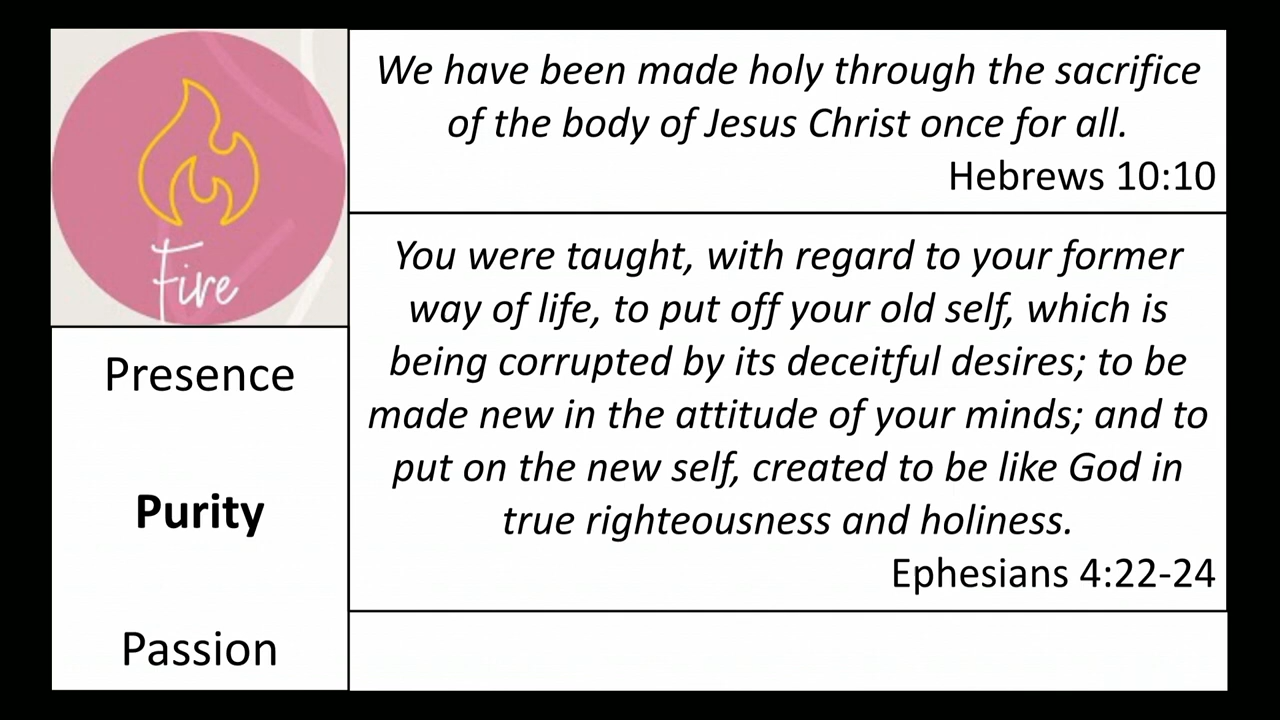 Fire
Presence
Purity
Passion
We have been made holy through the sacrifice
of the body of Jesus Christ once for all.
Hebrews 10:10
You were taught, with regard to your former
way of life, to put off your old self, which is
being corrupted by its deceitful desires; to be
made new in the attitude of your minds; and to
put on the new self, created to be like God in
true righteousness and holiness.
Ephesians 4:22-24